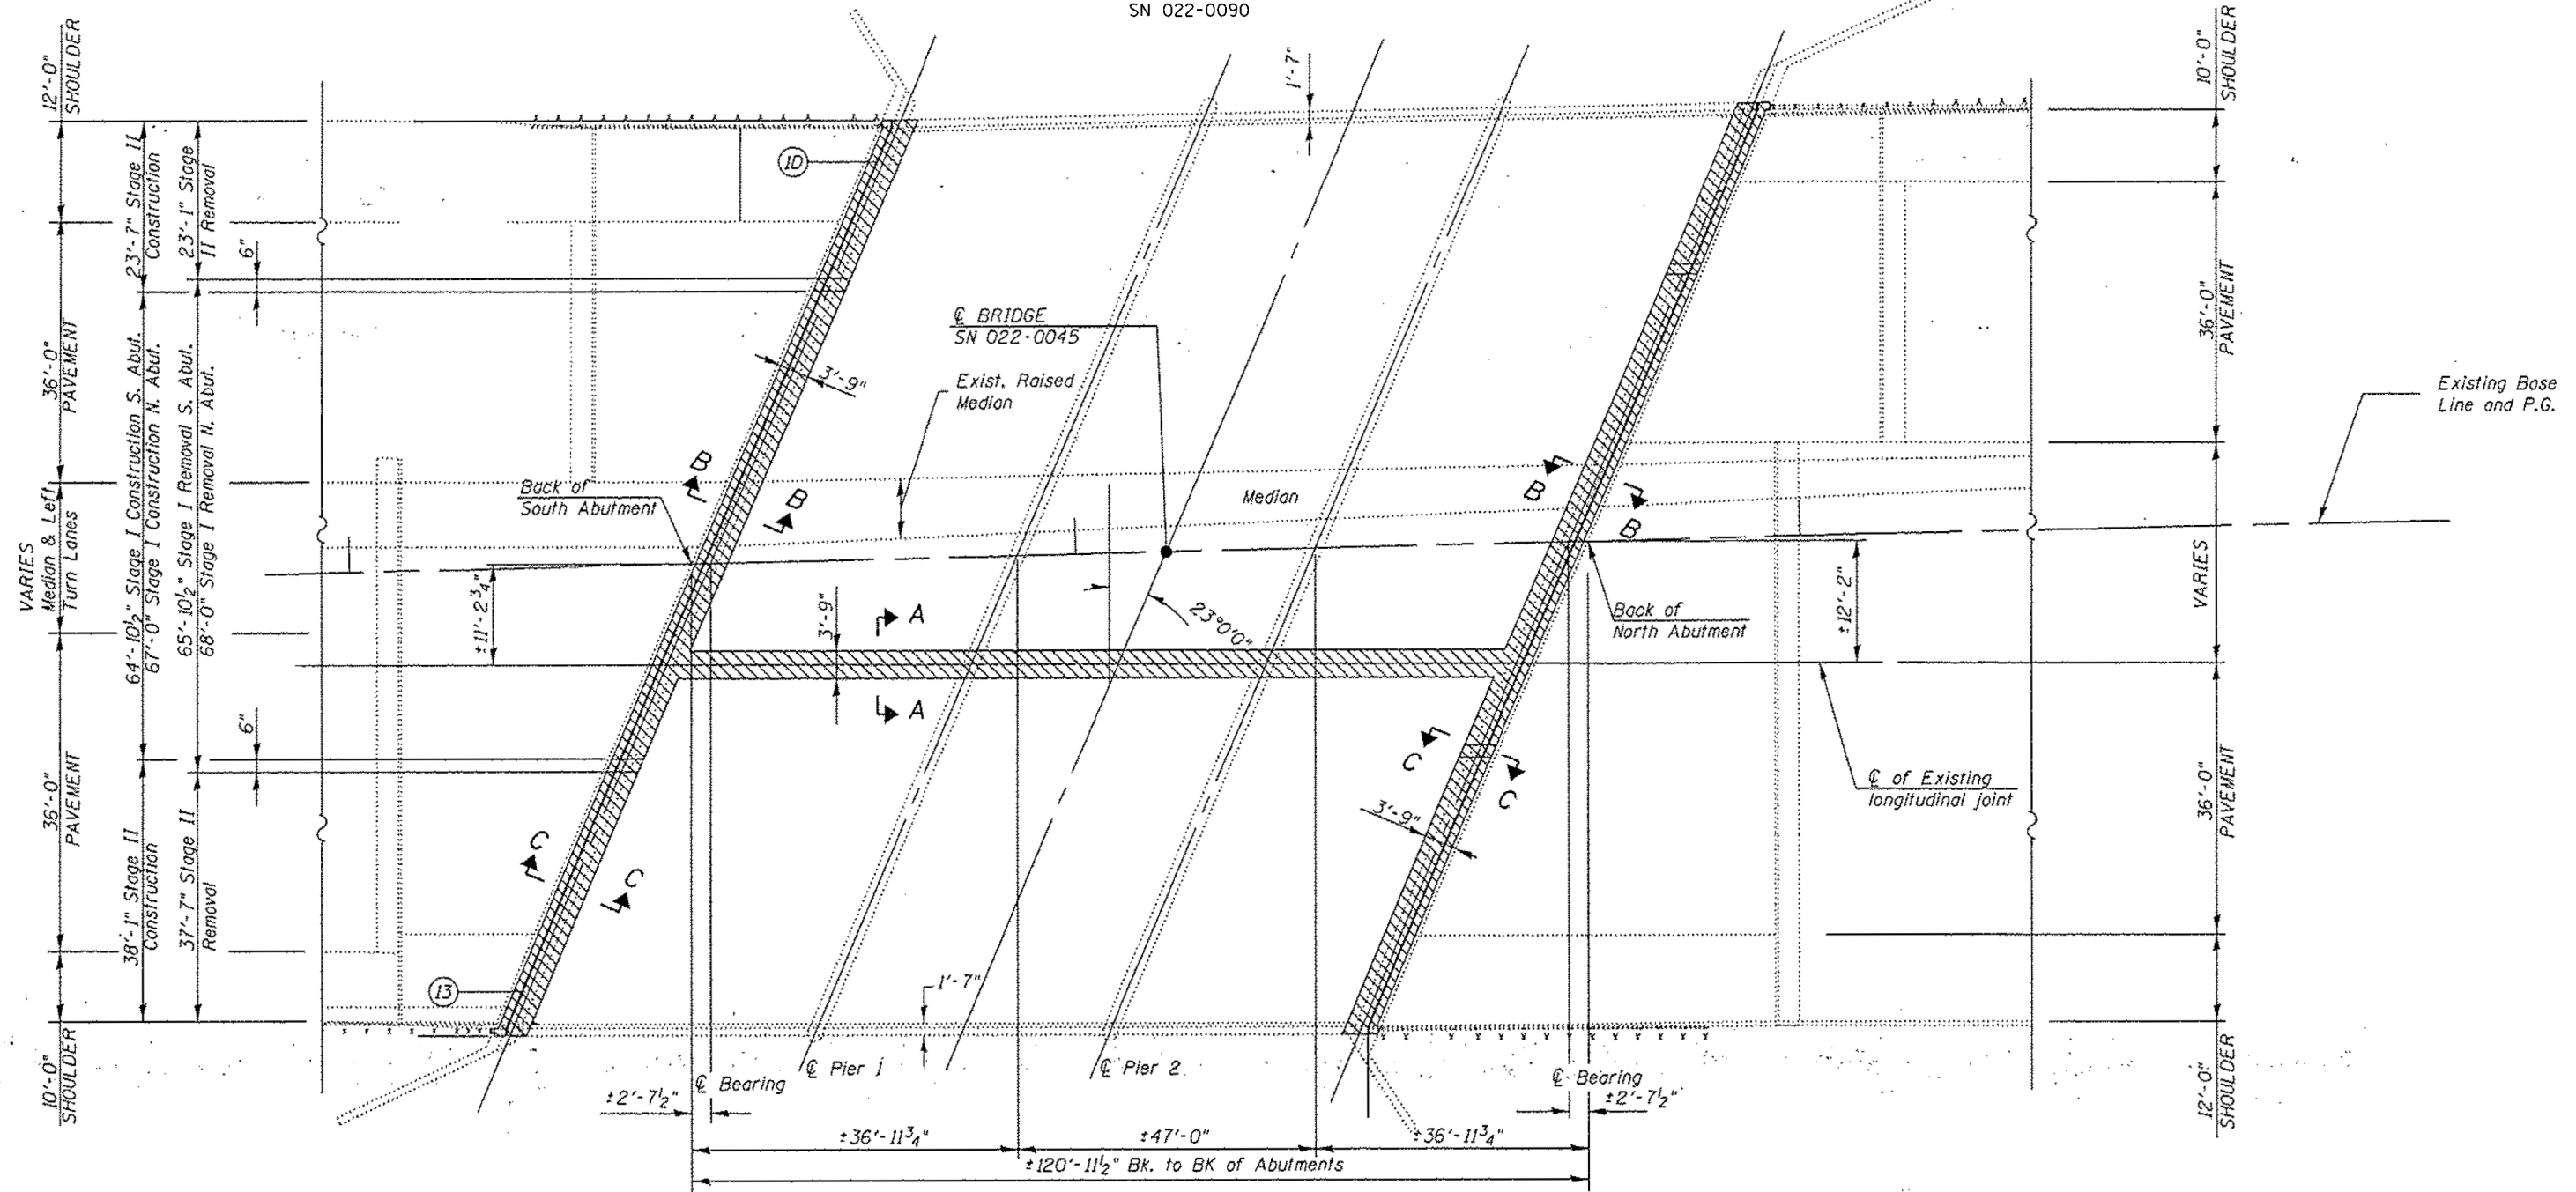 SN 022-0090
12'-0"
SHOULDER
23'-7" Stage II
Construction
23'-1" Stage
II Removal
6"
36'-0"
PAVEMENT
64'-10½" Stage I Construction S. Abut.
67'-0" Stage I Construction N. Abut.
65'-10½" Stage I Removal S. Abut.
68'-0" Stage I Removal N. Abut.
VARIES
Median & Left
Turn Lanes
6"
36'-0"
PAVEMENT
38'-1" Stage II
Construction
37'-7" Stage II
Removal
10'-0"
SHOULDER
1D
1'-7"
℄ BRIDGE
SN 022-0045
3'-9"
Exist. Raised
Median
B
B
Back of
South Abutment
Median
B
B
±11'-2¾"
3'-9"
A
A
23°0'0"
Back of
North Abutment
±12'-2"
C
C
3'-9"
C
C
℄ of Existing
longitudinal joint
13
1'-7"
℄ Bearing
℄ Pier 1
℄ Pier 2
℄ Bearing
±2'-7½"
±2'-7½"
±36'-11¾"
±47'-0"
±36'-11¾"
±120'-11½" Bk. to BK of Abutments
10'-0"
SHOULDER
36'-0"
PAVEMENT
Existing Base
Line and P.G.
VARIES
36'-0"
PAVEMENT
12'-0"
SHOULDER